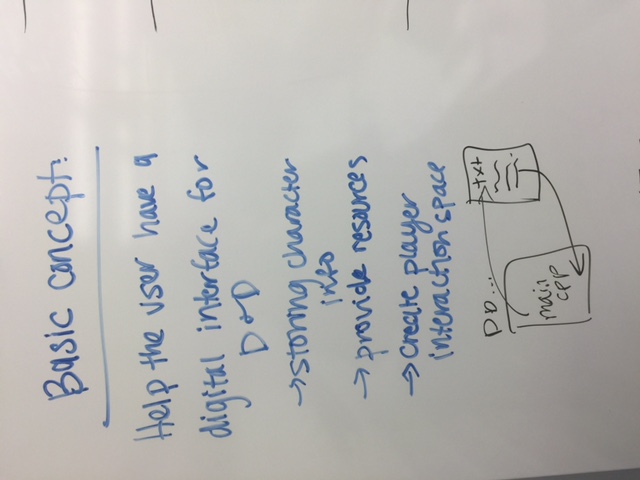 Basic concept:
Help the user have a
digital interface for
D&D
→storing character
info
→provide resources
→Create player
interaction space
DD...
txt
main
cpp